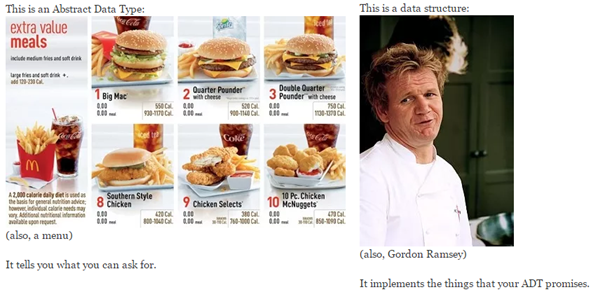 This is an Abstract Data Type:
extra value
meals
include medium fries and soft drink
large fries and soft drink +.
add 120-230 Cal.
A 2,000 calorie daily diet is used as
the basis for general nutrition advice;
however, individual calorie needs may
vary. Additional nutritional information
available upon request.
1 Big Mac
0.00 550 Cal.
0.00 meal 930-1170 Cal.
2 Quarter Pounder
with cheese
0.00 520 Cal.
0.00 meal 900-1140 Cal.
3 Double Quarter
Pounder with cheese
0.00 750 Cal.
0.00 meal 1130-1370 Cal.
8 Southern Style
Chicken
0.00 420 Cal.
0.00 meal 800-1040 Cal.
Coke
9 Chicken Selects
0.00 380 Cal.
0.00 meal 760-1000 Cal.
10 10 Pc. Chicken
McNuggets
0.00 470 Cal.
0.00 meal 850-1090 Cal.
(also, a menu)
It tells you what you can ask for.
This is a data structure:
(also, Gordon Ramsey)
It implements the things that your ADT promises.